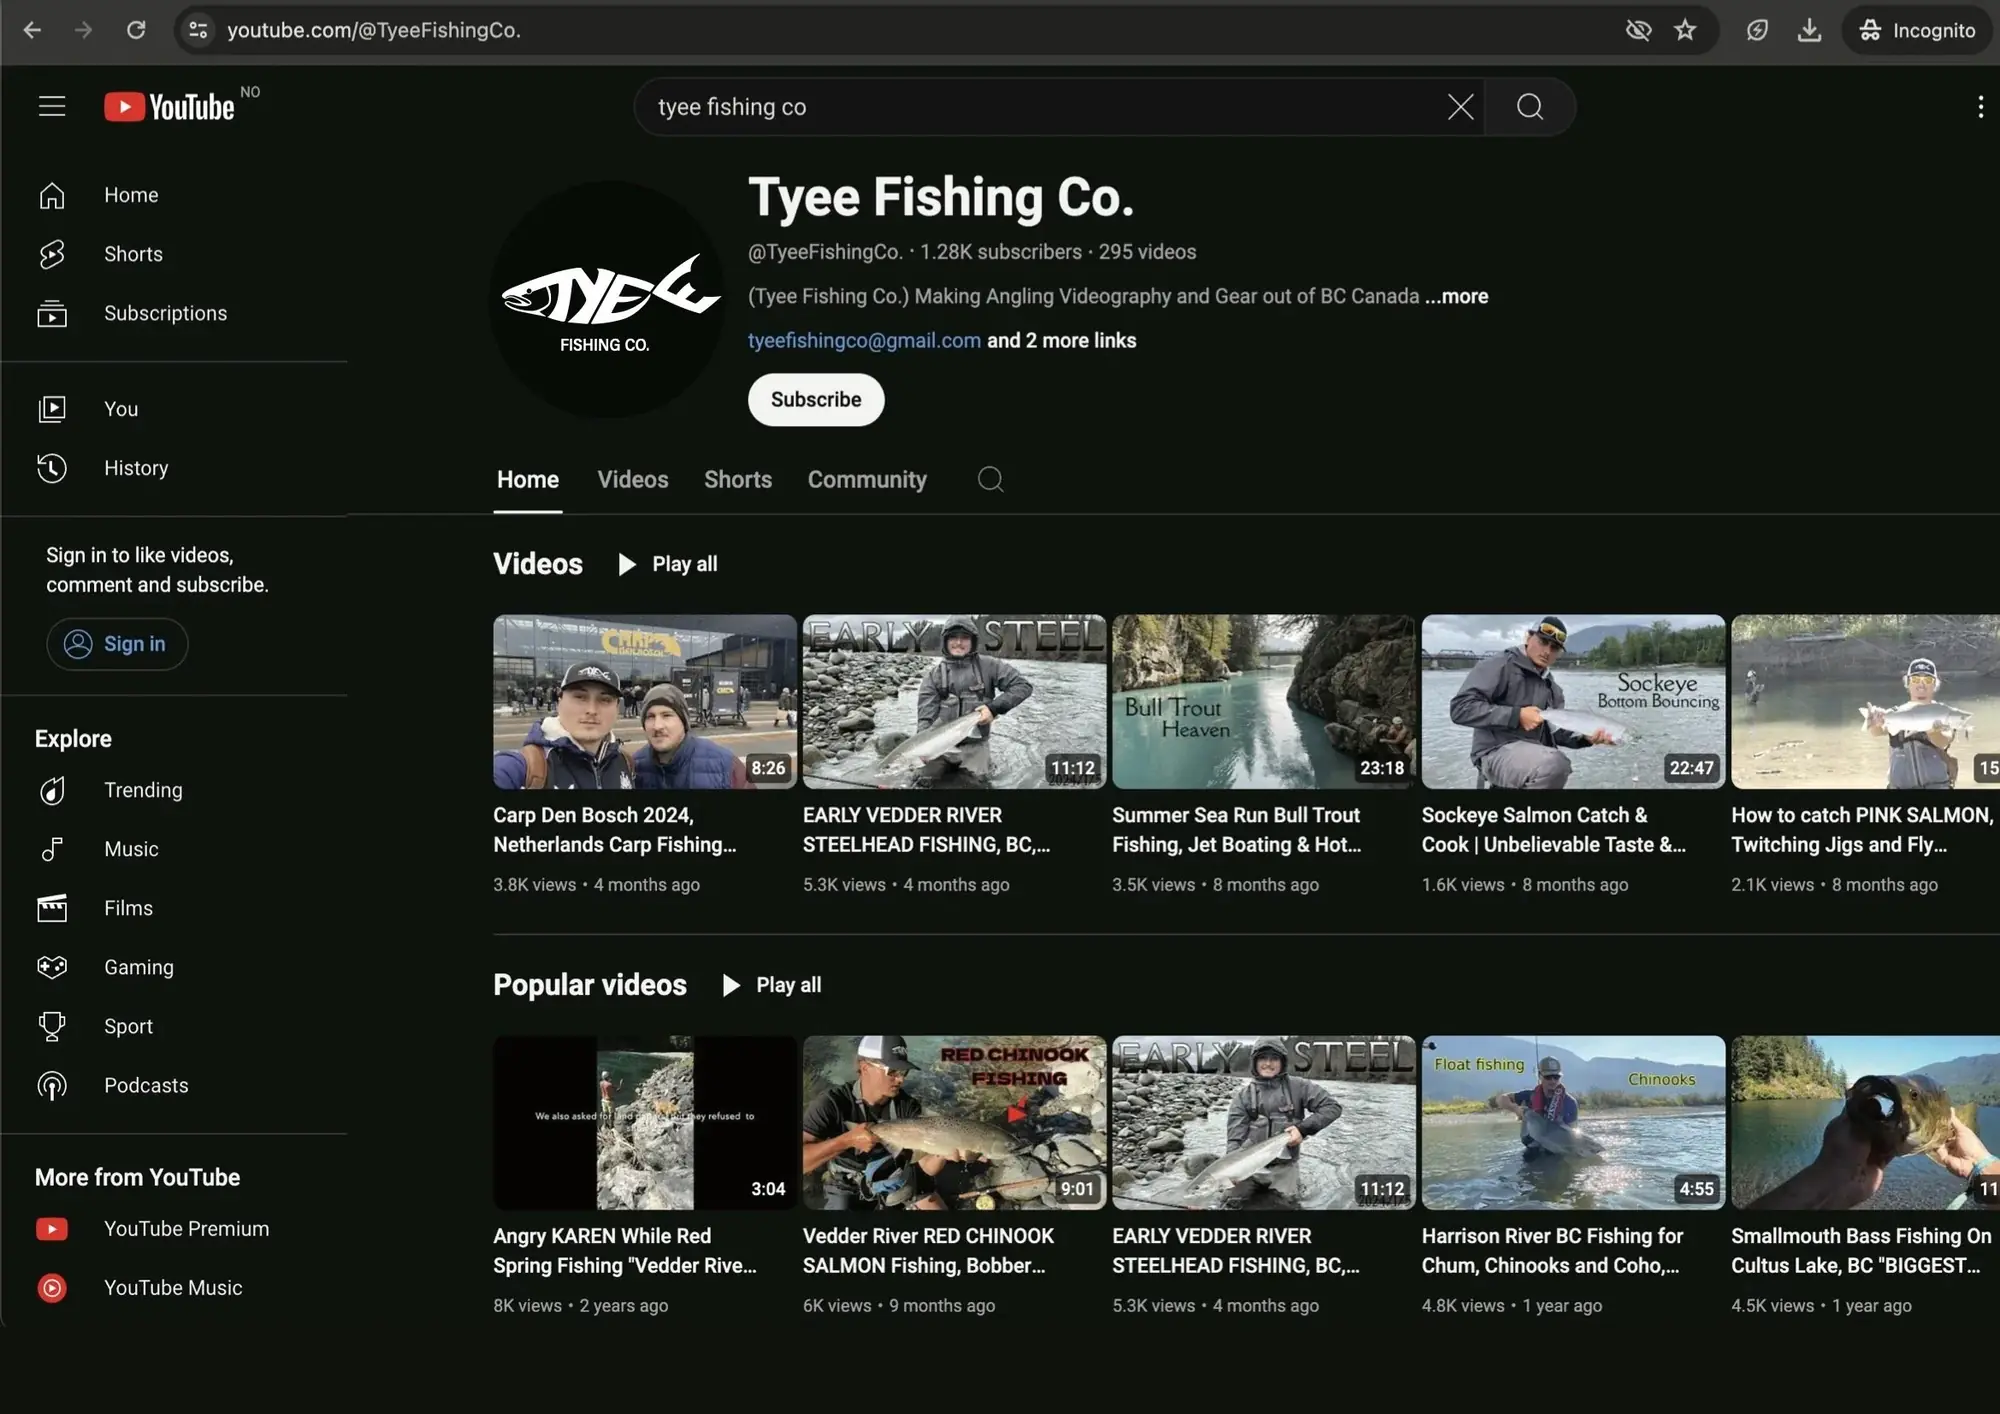 youtube.com/@TyeeFishingCo.
Incognito
YouTube NO
tyee fishing co
Home
Shorts
Subscriptions
You
History
Sign in to like videos,
comment and subscribe.
Sign in
Explore
Trending
Music
Films
Gaming
Sport
Podcasts
More from YouTube
YouTube Premium
YouTube Music
TYEE
FISHING CO.
Tyee Fishing Co.
@TyeeFishingCo. · 1.28K subscribers · 295 videos
(Tyee Fishing Co.) Making Angling Videography and Gear out of BC Canada ...more
tyeefishingco@gmail.com and 2 more links
Subscribe
Home Videos Shorts Community
Videos Play all
CARP
DEN BOSCH
8:26
Carp Den Bosch 2024,
Netherlands Carp Fishing...
3.8K views • 4 months ago
EARLY STEEL
11:12
EARLY VEDDER RIVER
STEELHEAD FISHING, BC,...
5.3K views • 4 months ago
Bull Trout
Heaven
23:18
Summer Sea Run Bull Trout
Fishing, Jet Boating & Hot...
3.5K views • 8 months ago
Sockeye
Bottom Bouncing
22:47
Sockeye Salmon Catch &
Cook | Unbelievable Taste &...
1.6K views • 8 months ago
15
How to catch PINK SALMON,
Twitching Jigs and Fly...
2.1K views • 8 months ago
Popular videos Play all
We also asked for they refused to
3:04
Angry KAREN While Red
Spring Fishing "Vedder Rive...
8K views • 2 years ago
RED CHINOOK
FISHING
9:01
Vedder River RED CHINOOK
SALMON Fishing, Bobber...
6K views • 9 months ago
EARLY STEEL
11:12
EARLY VEDDER RIVER
STEELHEAD FISHING, BC,...
5.3K views • 4 months ago
Float fishing
Chinooks
4:55
Harrison River BC Fishing for
Chum, Chinooks and Coho,...
4.8K views • 1 year ago
11
Smallmouth Bass Fishing On
Cultus Lake, BC "BIGGEST...
4.5K views • 1 year ago